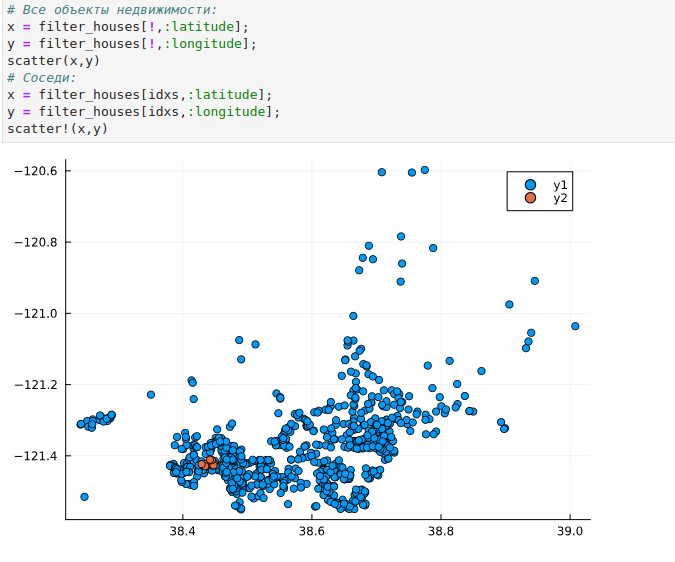 # Все объекты недвижимости:
x = filter_houses[!,:latitude];
y = filter_houses[!,:longitude];
scatter(x,y)
# Соседи:
x = filter_houses[idxs,:latitude];
y = filter_houses[idxs,:longitude];
scatter!(x,y)
−120.6
y1
y2
−120.8
−121.0
−121.2
−121.4
38.4 38.6 38.8 39.0